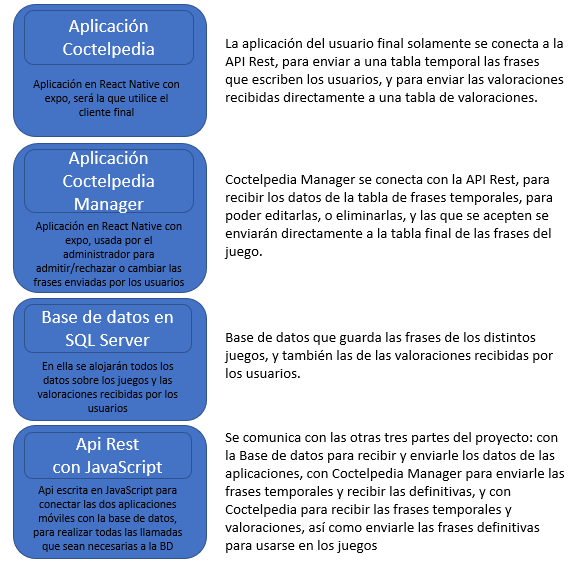 Aplicación
Coctelpedia
Aplicación en React Native con
expo, será la que utilice el
cliente final
La aplicación del usuario final solamente se conecta a la
API Rest, para enviar a una tabla temporal las frases
que escriben los usuarios, y para enviar las valoraciones
recibidas directamente a una tabla de valoraciones.
Aplicación
Coctelpedia
Manager
Aplicación en React Native con
expo, usada por el
administrador para
admitir/rechazar o cambiar las
frases enviadas por los usuarios
Coctelpedia Manager se conecta con la API Rest, para
recibir los datos de la tabla de frases temporales, para
poder editarlas, o eliminarlas, y las que se acepten se
enviarán directamente a la tabla final de las frases del
juego.
Base de datos en
SQL Server
En ella se alojarán todos los
datos sobre los juegos y las
valoraciones recibidas por los
usuarios
Base de datos que guarda las frases de los distintos
juegos, y también las de las valoraciones recibidas por
los usuarios.
Api Rest
con JavaScript
Api escrita en JavaScript para
conectar las dos aplicaciones
móviles con la base de datos,
para realizar todas las llamadas
que sean necesarias a la BD
Se comunica con las otras tres partes del proyecto: con
la Base de datos para recibir y enviarle los datos de las
aplicaciones, con Coctelpedia Manager para enviarle las
frases temporales y recibir las definitivas, y con
Coctelpedia para recibir las frases temporales y
valoraciones, así como enviarle las frases definitivas
para usarse en los juegos